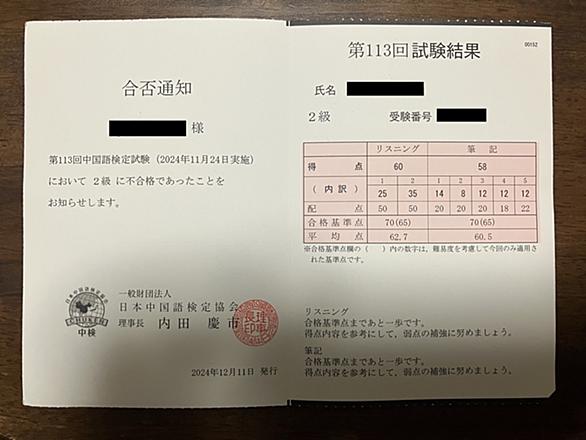 合否通知
様
第113回中国語検定試験（2024年11月24日実施）
において 2級 に不合格であったことを
お知らせします。
日本中国語検定協会
CHUKEN
中検
一般財団法人
日本中国語検定協会
理事長 内田 慶市
2024年12月11日 発行
第113回試験結果
00152
氏名
2級 受験番号
リスニング 筆記
得点 60 58
（内訳） 1 2 1 2 3 4 5
25 35 14 8 12 12 12
配点 50 50 20 20 20 18 22
合格基準点 70(65) 70(65)
平均点 62.7 60.5
※合格基準点欄の（ ）内の数字は、難易度を考慮して今回のみ適用さ
れた基準点です。
リスニング
合格基準点まであと一歩です。
得点内容を参考にして、弱点の補強に努めましょう。
筆記
合格基準点まであと一歩です。
得点内容を参考にして、弱点の補強に努めましょう。